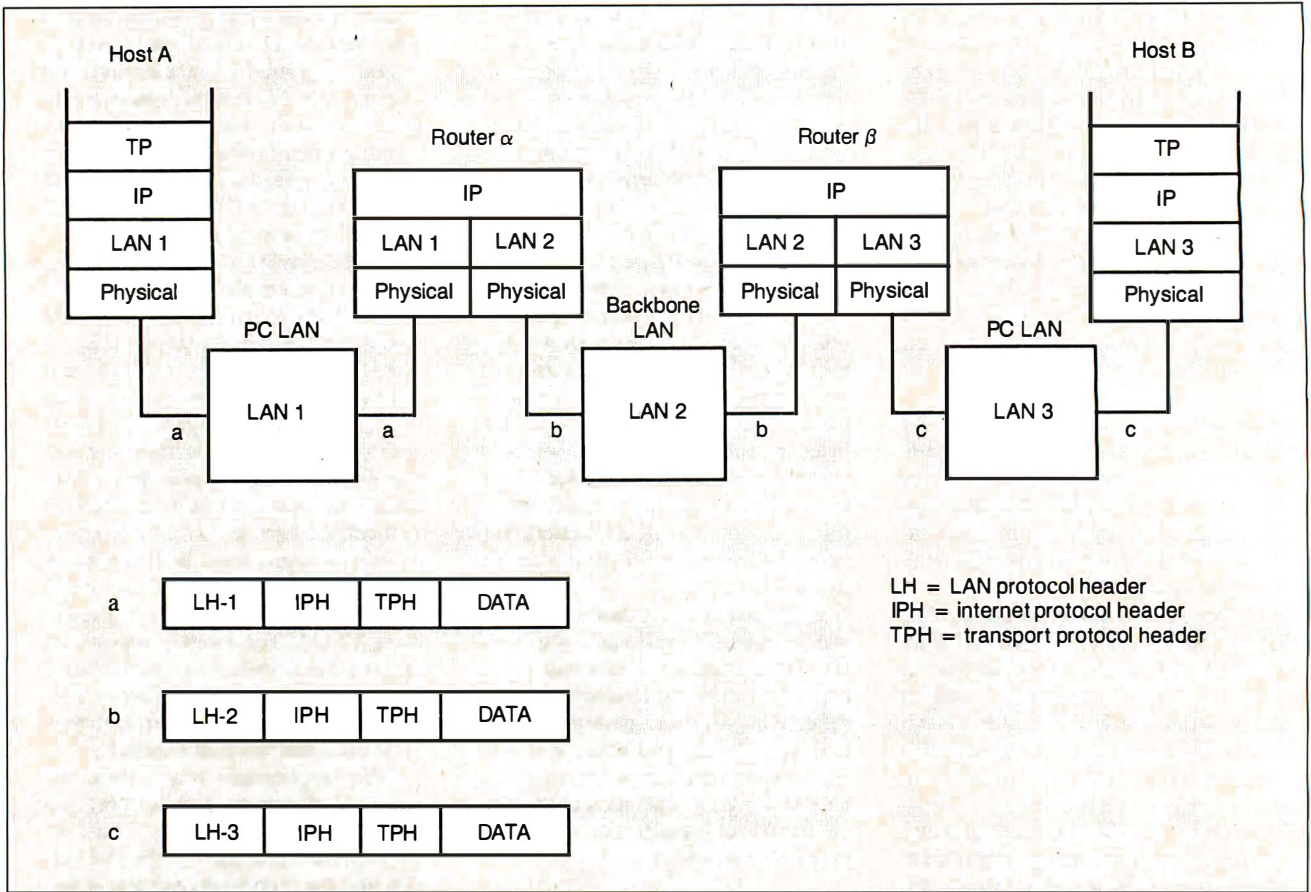 Host A
Host B
Router α
Router β
TP
IP
LAN 1
Physical
IP
LAN 1
LAN 2
Physical
Physical
IP
LAN 2
LAN 3
Physical
Physical
TP
IP
LAN 3
Physical
PC LAN
LAN 1
Backbone
LAN
LAN 2
PC LAN
LAN 3
a
a
b
b
c
c
a
LH-1
IPH
TPH
DATA
b
LH-2
IPH
TPH
DATA
c
LH-3
IPH
TPH
DATA
LH = LAN protocol header
IPH = internet protocol header
TPH = transport protocol header